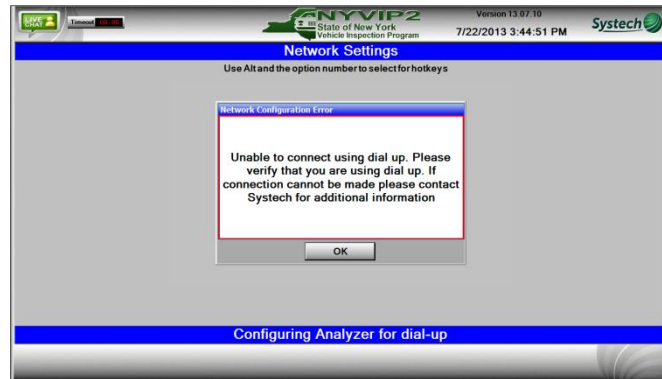 LIVE
CHAT
Timeout
NYVIP2
State of New York
Vehicle Inspection Program
Version 13.07.10
7/22/2013 3:44:51 PM
Systech
Network Settings
Use Alt and the option number to select for hotkeys
Network Configuration Error
Unable to connect using dial up. Please
verify that you are using dial up. If
connection cannot be made please contact
Systech for additional information
OK
Configuring Analyzer for dial-up